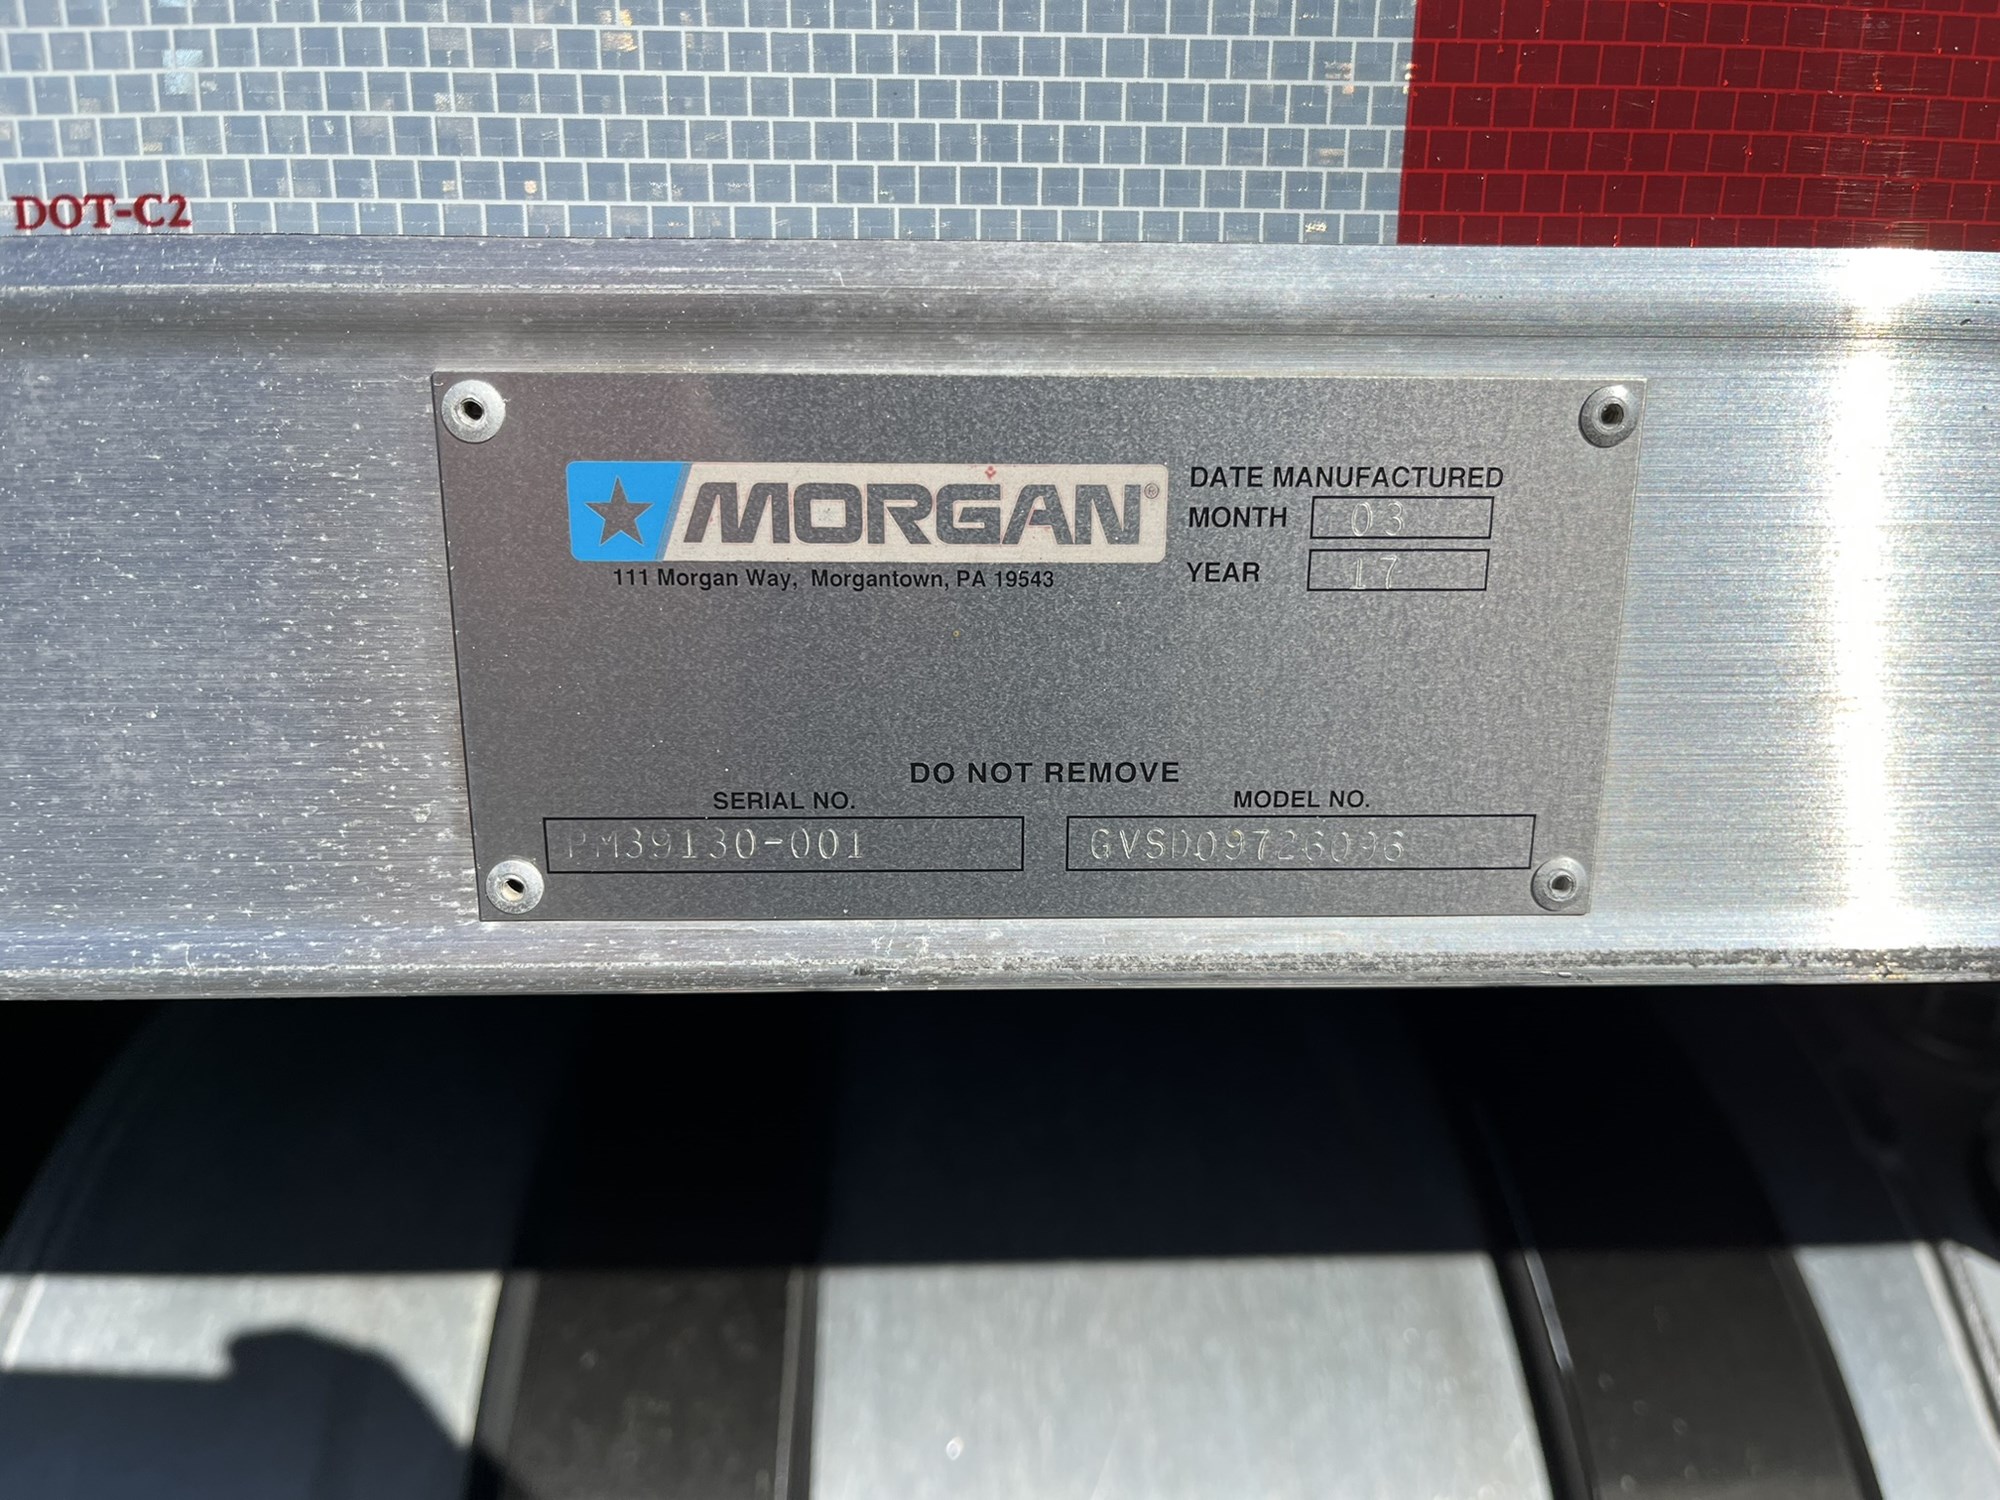 DOT-C2
MORGAN®
111 Morgan Way, Morgantown, PA 19543
DATE MANUFACTURED
MONTH 03
YEAR 17
DO NOT REMOVE
SERIAL NO.
PM39130-001
MODEL NO.
GVSD09726096